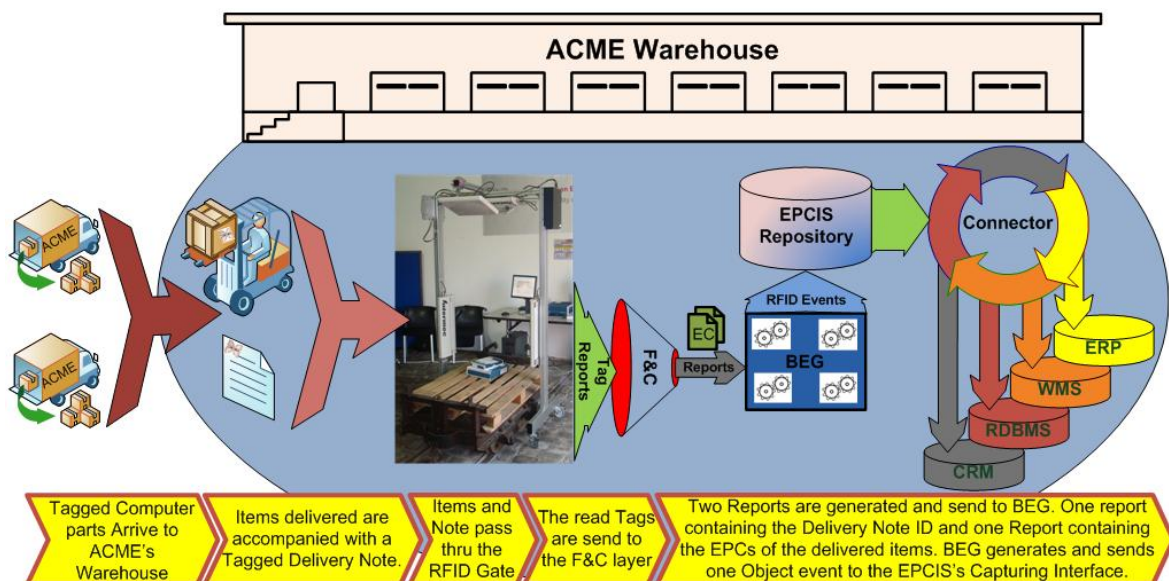 ACME Warehouse
ACME
ACME
Tag
Reports
F&C
EC
Reports
EPCIS
Repository
RFID Events
BEG
Connector
ERP
WMS
RDBMS
CRM
Tagged Computer
parts Arrive to
ACME's
Warehouse
Items delivered are
accompanied with a
Tagged Delivery Note.
Items and
Note pass
thru the
RFID Gate
The read Tags
are send to
the F&C layer
Two Reports are generated and send to BEG. One report
containing the Delivery Note ID and one Report containing
the EPCs of the delivered items. BEG generates and sends
one Object event to the EPCIS's Capturing Interface.